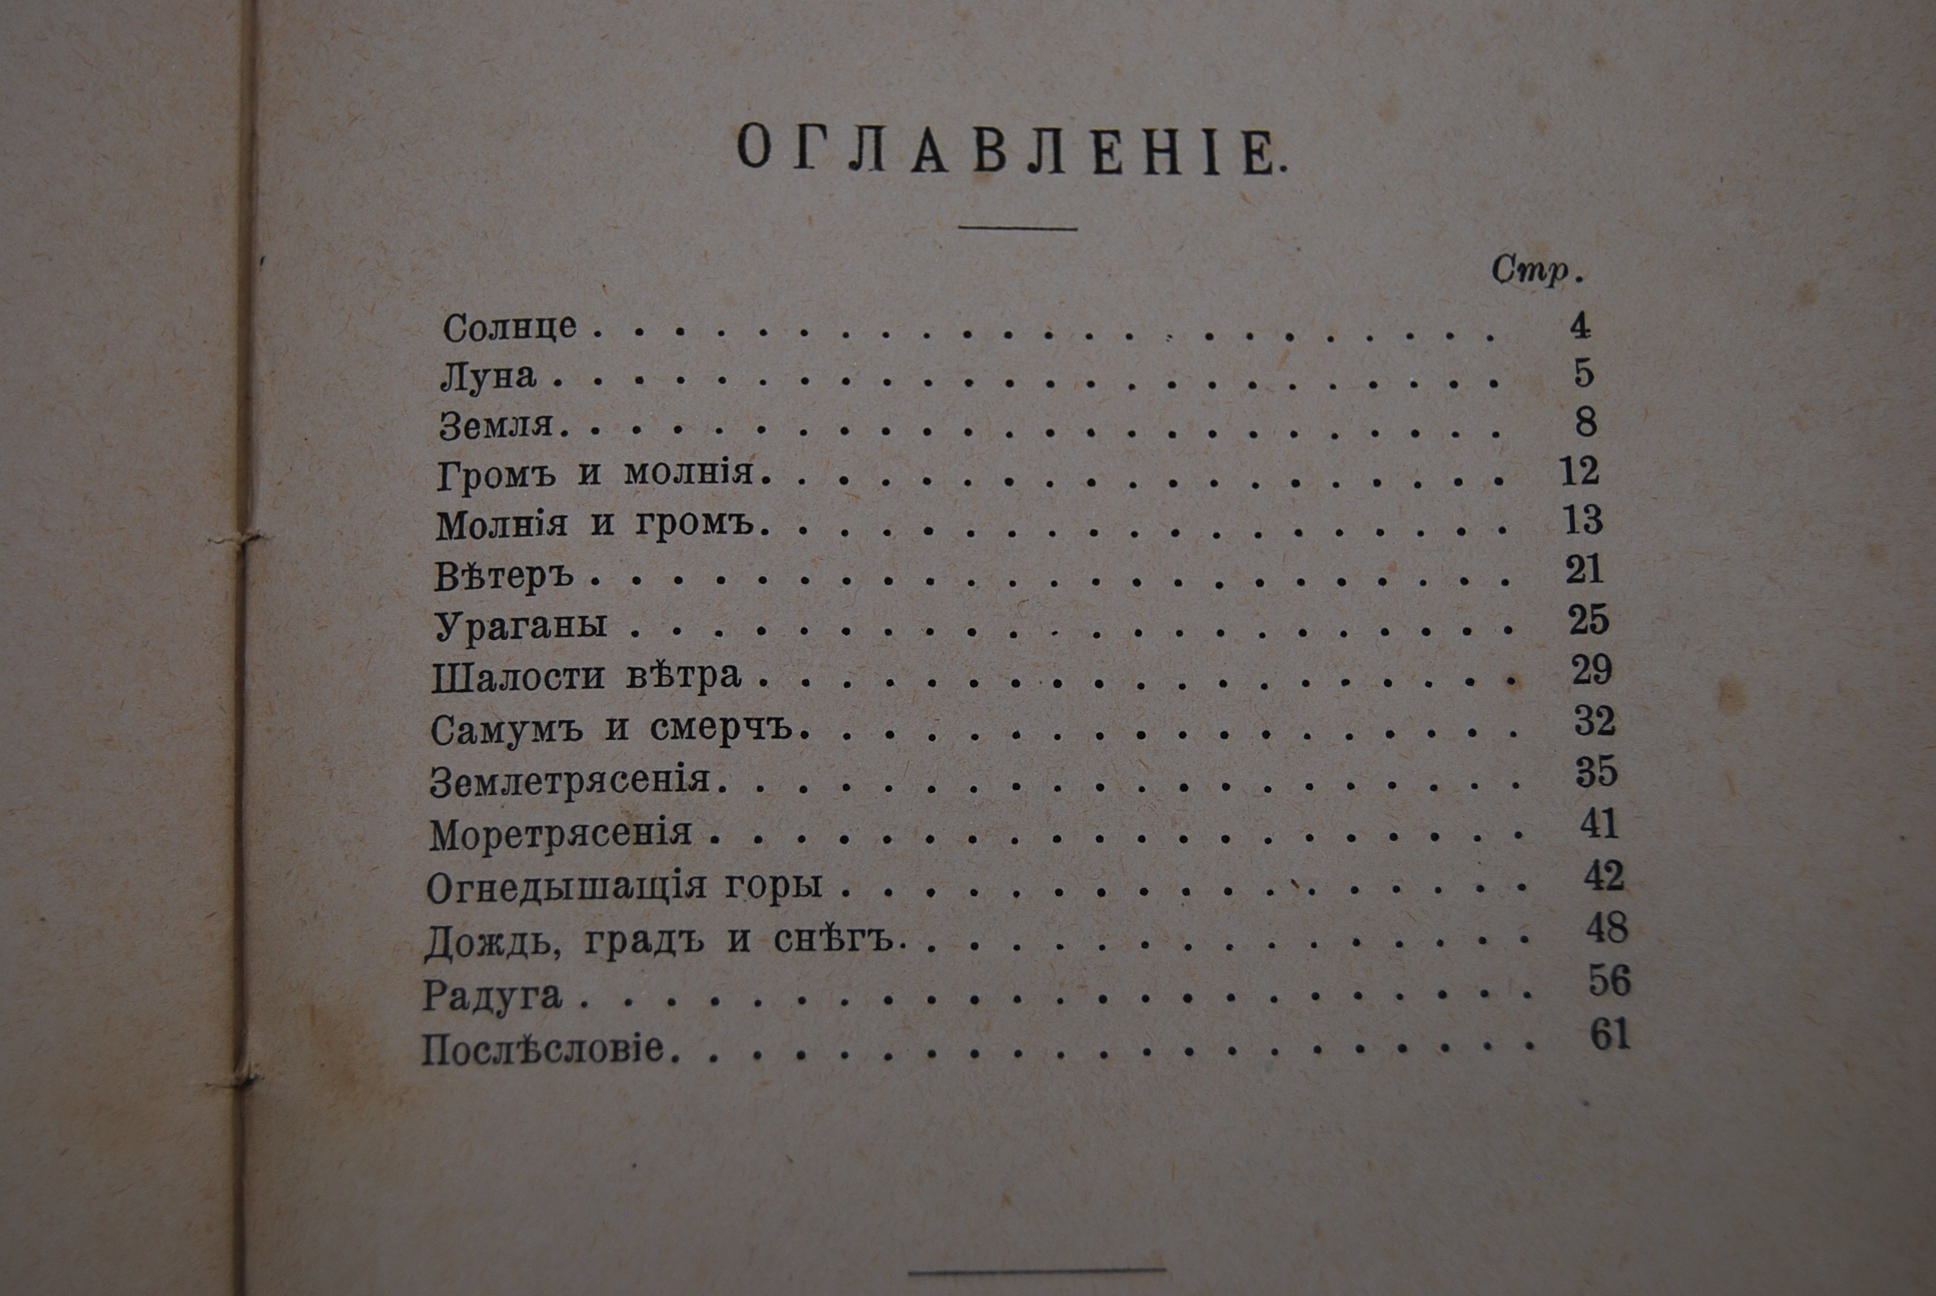 ОГЛАВЛЕНІЕ.
Стр.
Солнце . . . . . . . . . . . . . . . . . . . . . . . 4
Луна . . . . . . . . . . . . . . . . . . . . . . . . 5
Земля. . . . . . . . . . . . . . . . . . . . . . . . 8
Громъ и молнія. . . . . . . . . . . . . . . . . . . 12
Молнія и громъ. . . . . . . . . . . . . . . . . . . 13
Вѣтеръ . . . . . . . . . . . . . . . . . . . . . . . 21
Ураганы . . . . . . . . . . . . . . . . . . . . . . 25
Шалости вѣтра . . . . . . . . . . . . . . . . . . . 29
Самумъ и смерчъ. . . . . . . . . . . . . . . . . . 32
Землетрясенія. . . . . . . . . . . . . . . . . . . . 35
Моретрясенія . . . . . . . . . . . . . . . . . . . . 41
Огнедышащія горы . . . . . . . . . . . . . . . . . 42
Дождь, градъ и снѣгъ. . . . . . . . . . . . . . . . 48
Радуга . . . . . . . . . . . . . . . . . . . . . . . 56
Послѣсловіе. . . . . . . . . . . . . . . . . . . . . 61